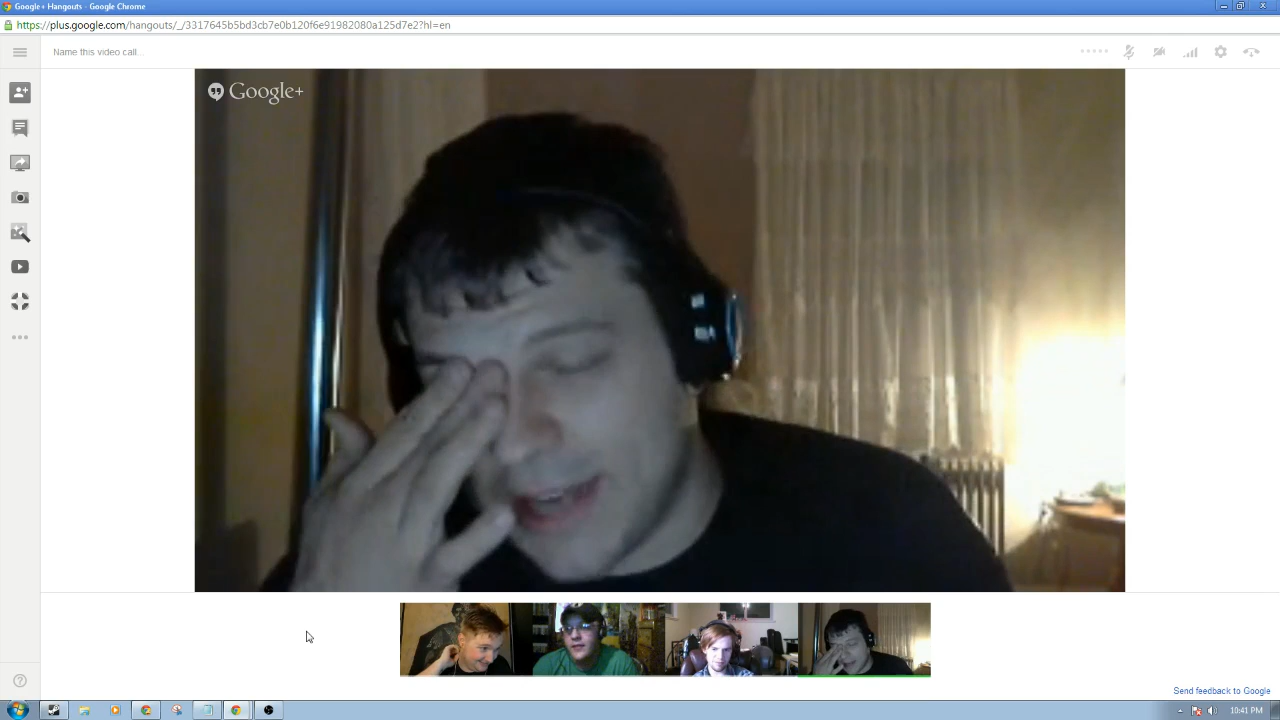 Google+ Hangouts - Google Chrome
https://plus.google.com/hangouts/_/3317645b5bd3cb7e0b120f6e91982080a125d7e2?hl=en
Name this video call...
Google+
Send feedback to Google
10:41 PM